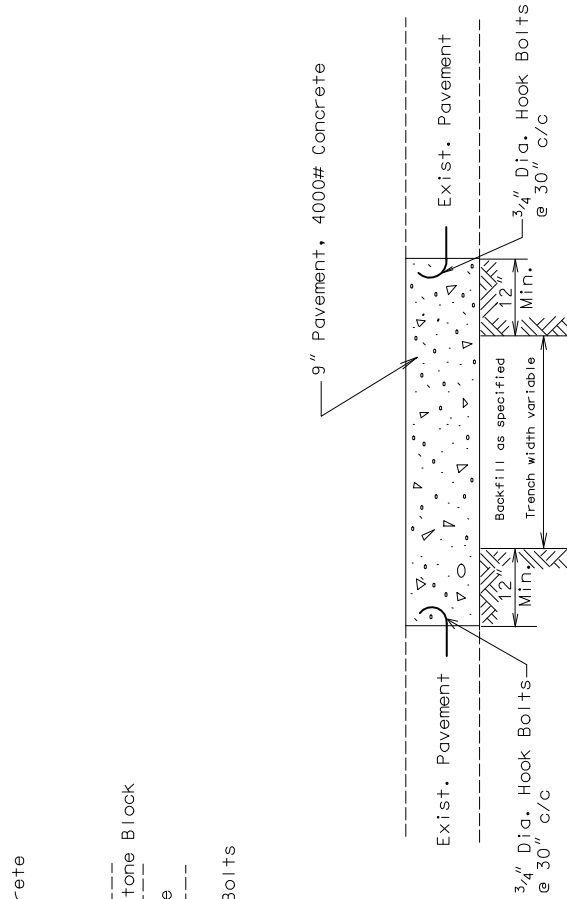 rete
tone Block
e
Bolts
9" Pavement, 4000# Concrete
Exist. Pavement
Exist. Pavement
Backfill as specified
Trench width variable
12"
Min.
12"
Min.
3/4" Dia. Hook Bolts
@ 30" c/c
3/4" Dia. Hook Bolts
@ 30" c/c